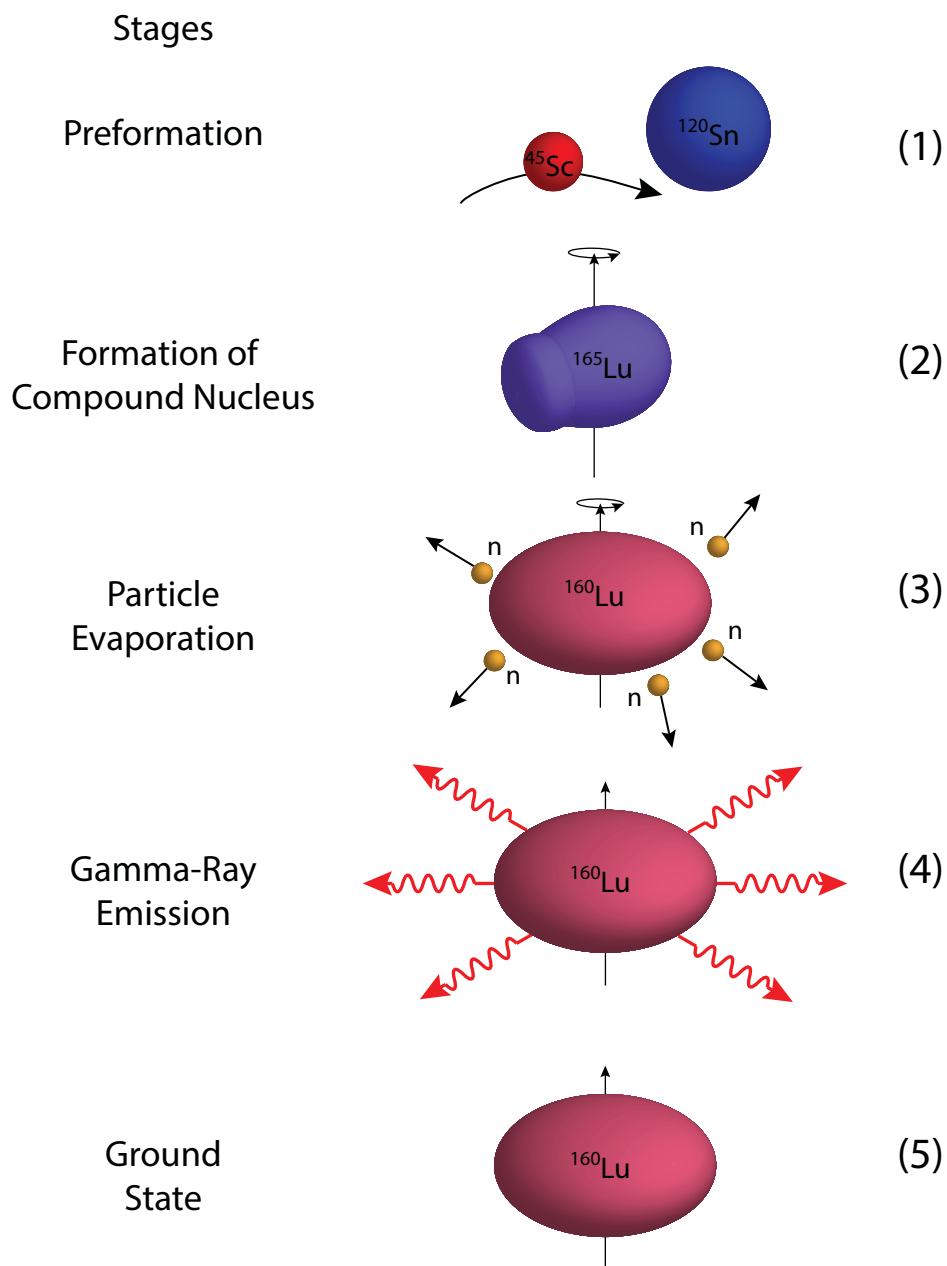 Stages
Preformation
⁴⁵Sc
¹²⁰Sn
(1)
Formation of
Compound Nucleus
¹⁶⁵Lu
(2)
Particle
Evaporation
n
n
¹⁶⁰Lu
n
n
n
(3)
Gamma-Ray
Emission
¹⁶⁰Lu
(4)
Ground
State
¹⁶⁰Lu
(5)